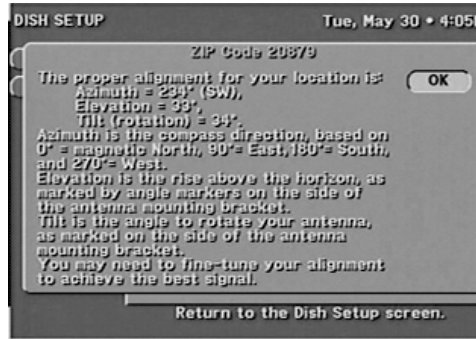 DISH SETUP
Tue, May 30 • 4:05
ZIP Code 20879
The proper alignment for your location is:
Azimuth = 234° (SW),
Elevation = 33°,
Tilt (rotation) = 34°.
OK
Azimuth is the compass direction, based on
0° = magnetic North, 90°= East, 180°= South,
and 270°= West.
Elevation is the rise above the horizon, as
marked by angle markers on the side of
the antenna mounting bracket.
Tilt is the angle to rotate your antenna,
as marked on the side of the antenna
mounting bracket.
You may need to fine-tune your alignment
to achieve the best signal.
Return to the Dish Setup screen.